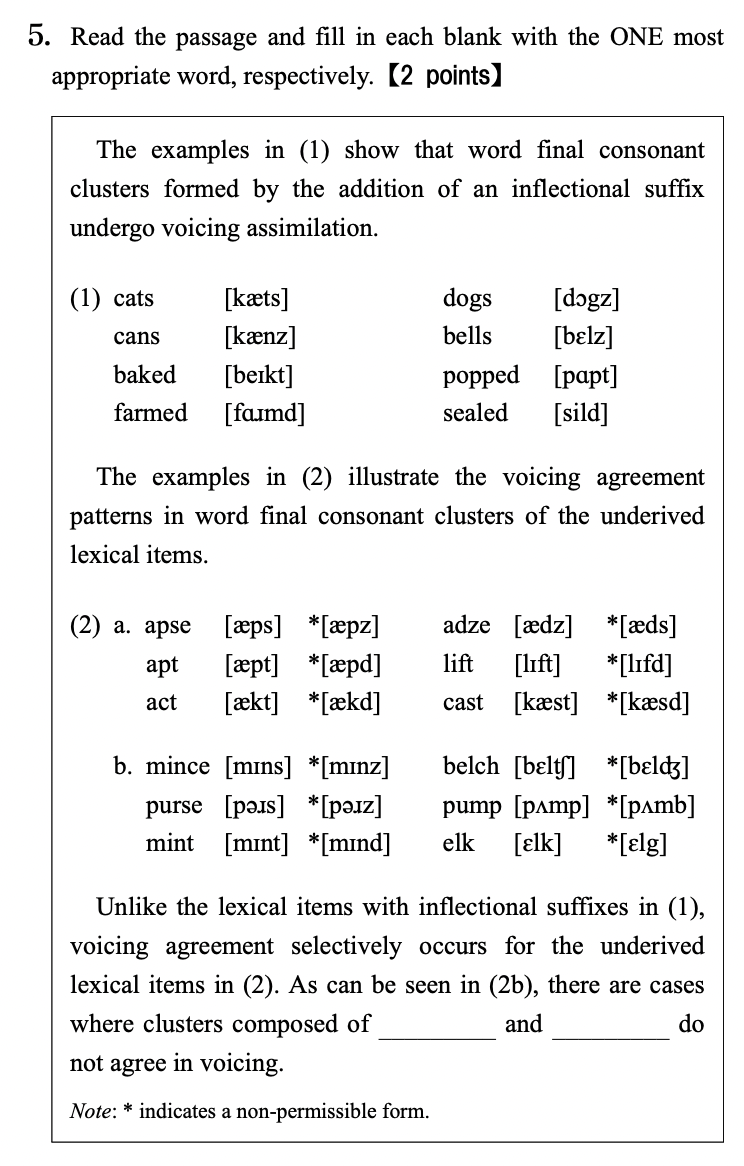 5. Read the passage and fill in each blank with the ONE most
appropriate word, respectively.【2 points】
The examples in (1) show that word final consonant
clusters formed by the addition of an inflectional suffix
undergo voicing assimilation.
(1) cats [kæts] dogs [dɔgz]
cans [kænz] bells [bɛlz]
baked [beɪkt] popped [pɑpt]
farmed [fɑɹmd] sealed [sild]
The examples in (2) illustrate the voicing agreement
patterns in word final consonant clusters of the underived
lexical items.
(2) a. apse [æps] *[æpz] adze [ædz] *[æds]
apt [æpt] *[æpd] lift [lɪft] *[lɪfd]
act [ækt] *[ækd] cast [kæst] *[kæsd]
b. mince [mɪns] *[mɪnz] belch [bɛltʃ] *[bɛldʒ]
purse [pəɹs] *[pəɹz] pump [pʌmp] *[pʌmb]
mint [mɪnt] *[mɪnd] elk [ɛlk] *[ɛlg]
Unlike the lexical items with inflectional suffixes in (1),
voicing agreement selectively occurs for the underived
lexical items in (2). As can be seen in (2b), there are cases
where clusters composed of ________ and ________ do
not agree in voicing.
Note: * indicates a non-permissible form.